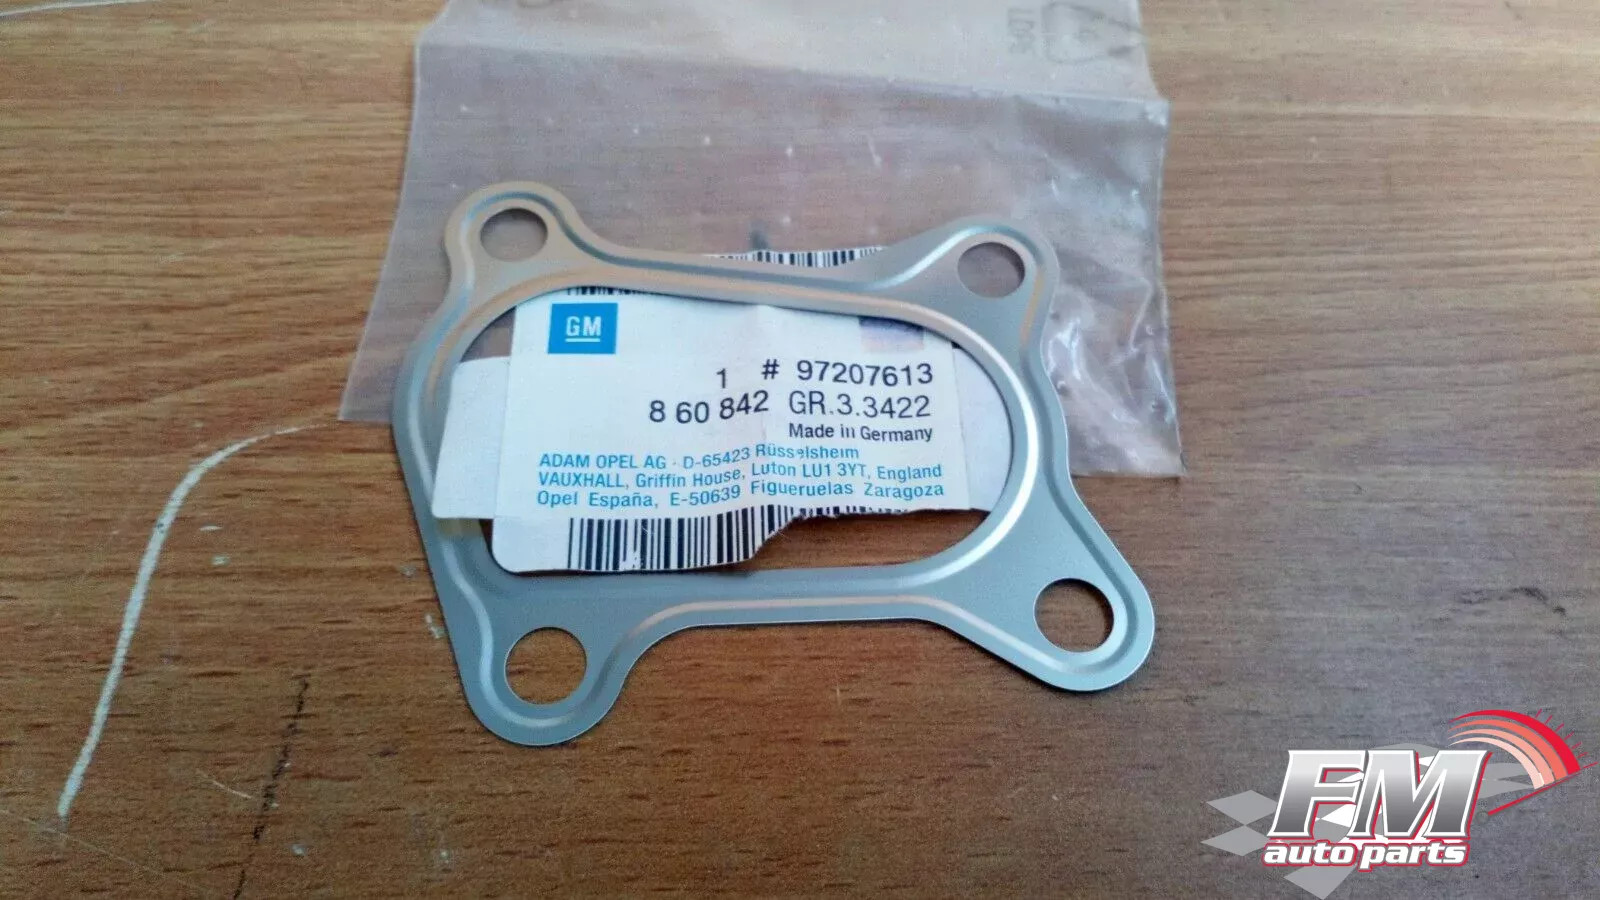 GM
1 # 97207613
8 60 842 GR.3.3422
Made in Germany
ADAM OPEL AG · D-65423 Rüsselsheim
VAUXHALL, Griffin House, Luton LU1 3YT, England
Opel España, E-50639 Figueruelas Zaragoza
FM
auto parts